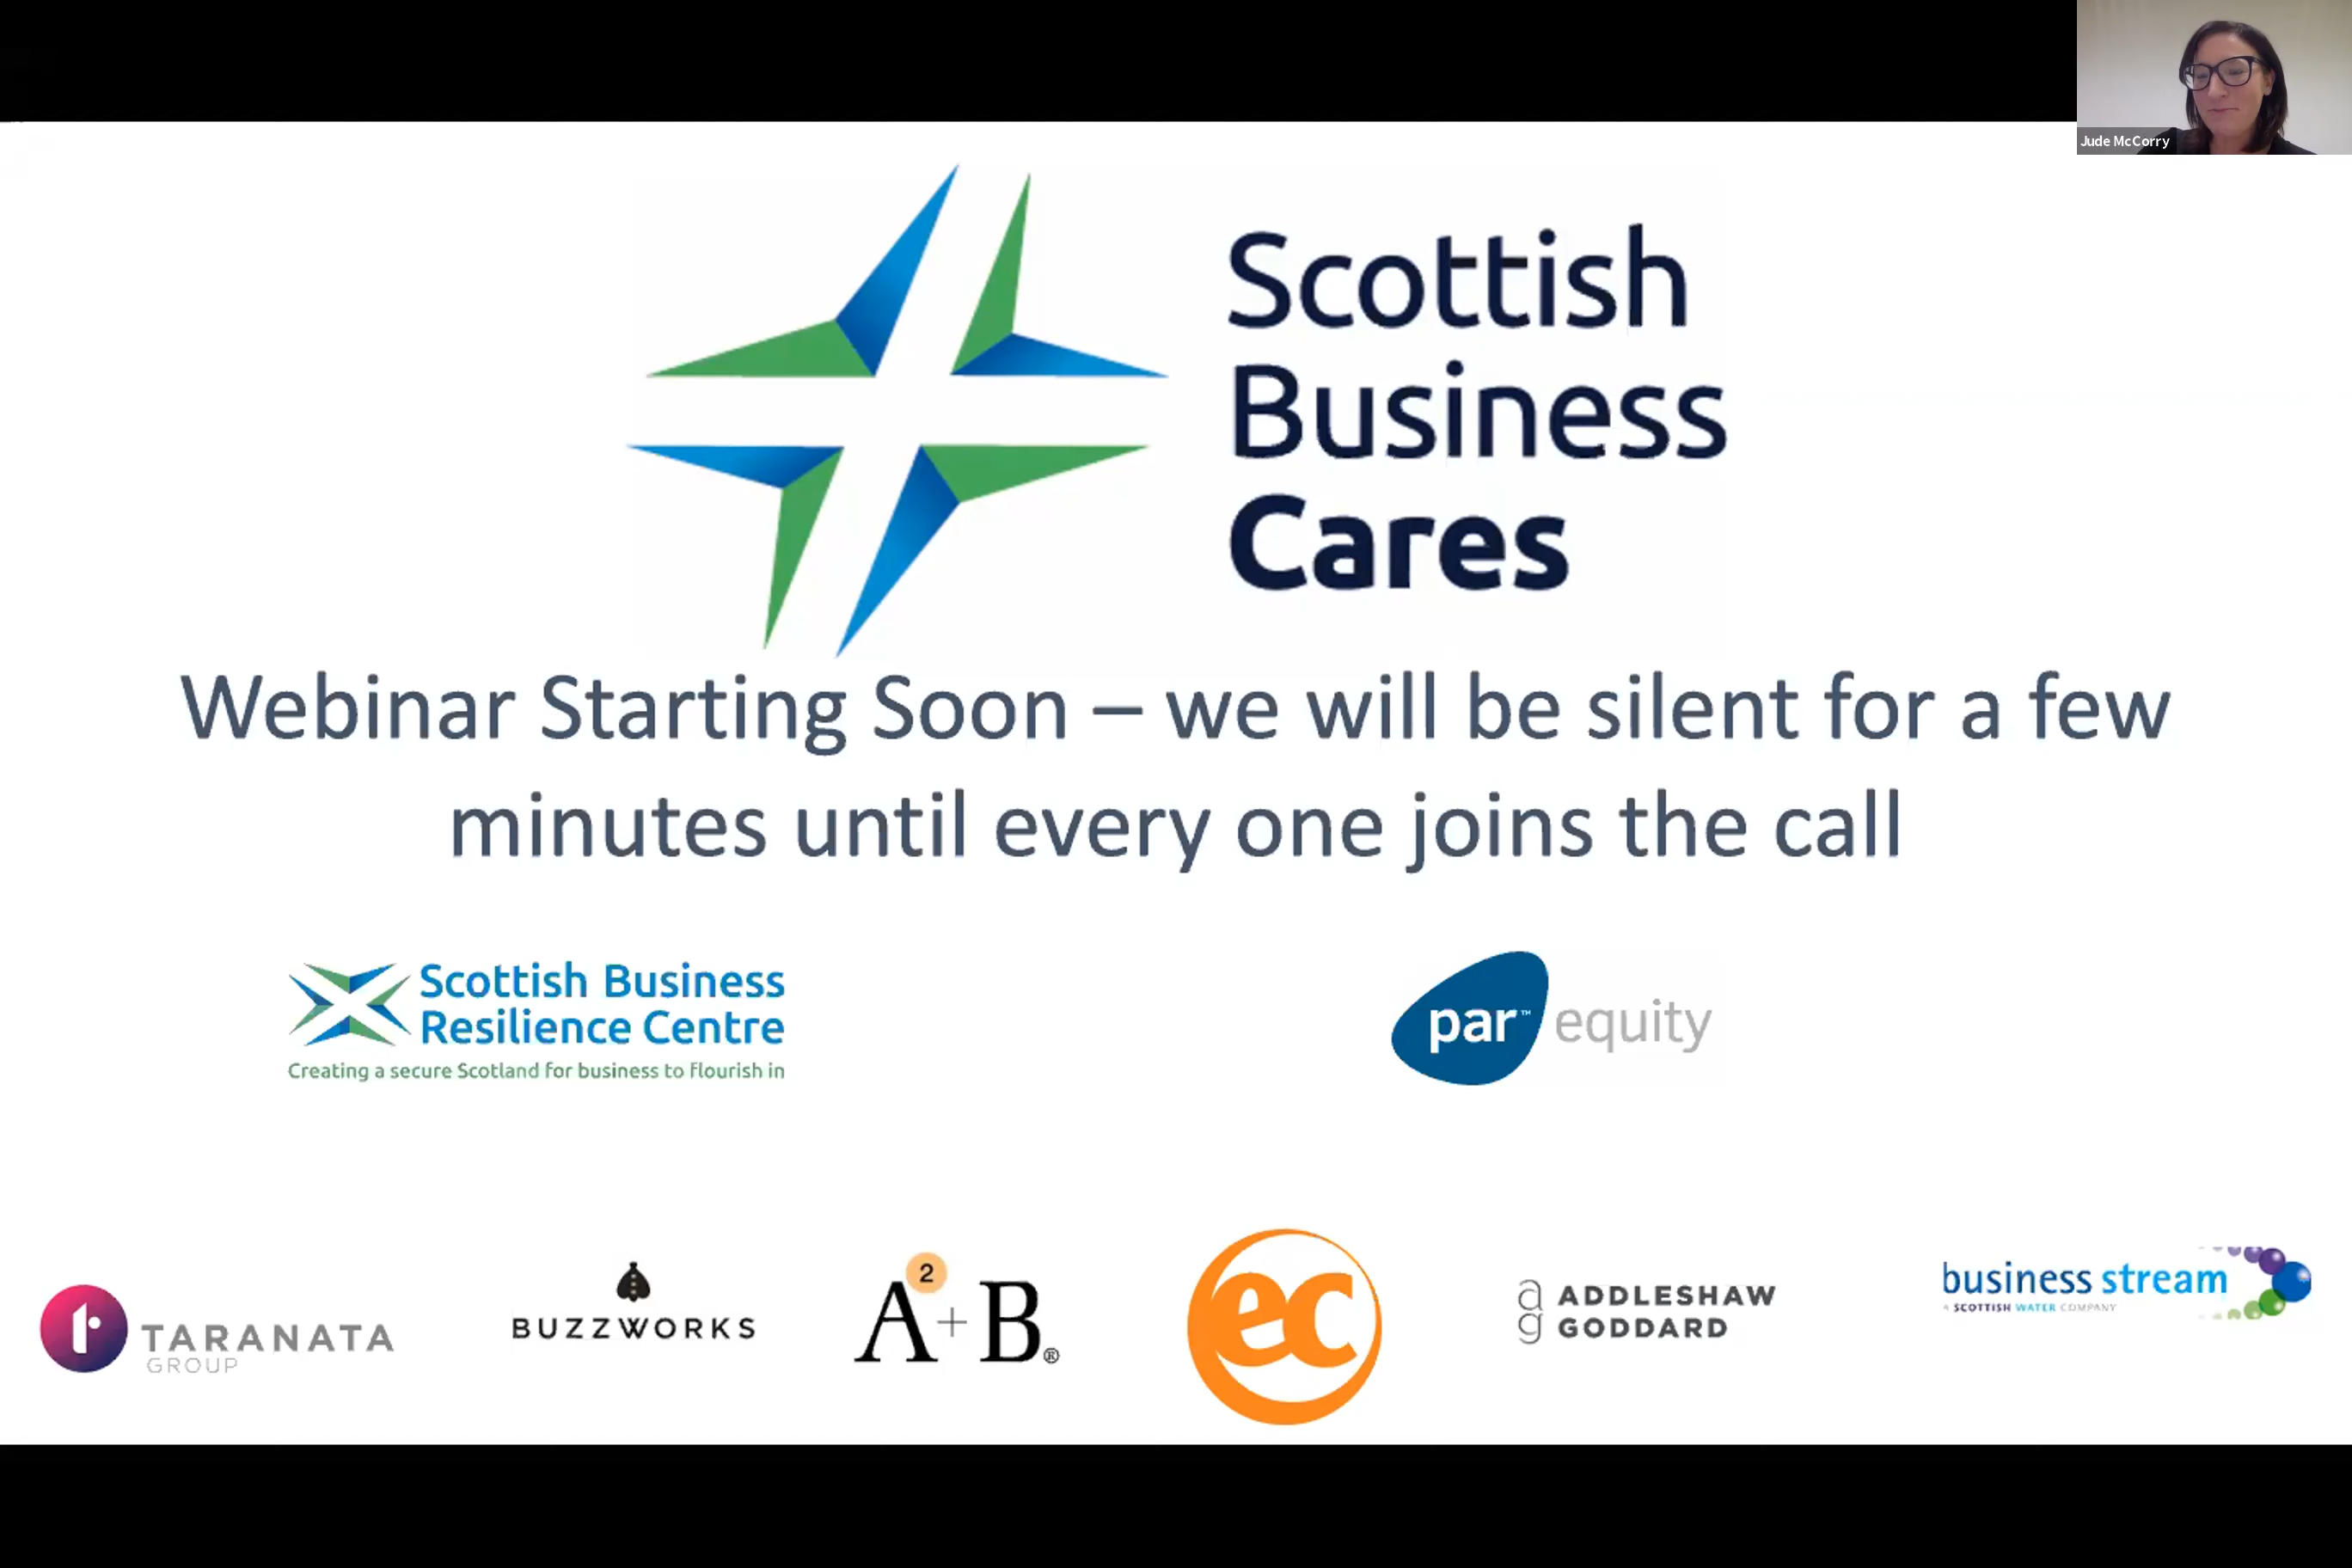 Jude McCorry
Scottish
Business
Cares
Webinar Starting Soon – we will be silent for a few
minutes until every one joins the call
Scottish Business
Resilience Centre
Creating a secure Scotland for business to flourish in
par™ equity
TARANATA
GROUP
BUZZWORKS
A2+B®
ec
ag
ADDLESHAW
GODDARD
business stream
A SCOTTISH WATER COMPANY